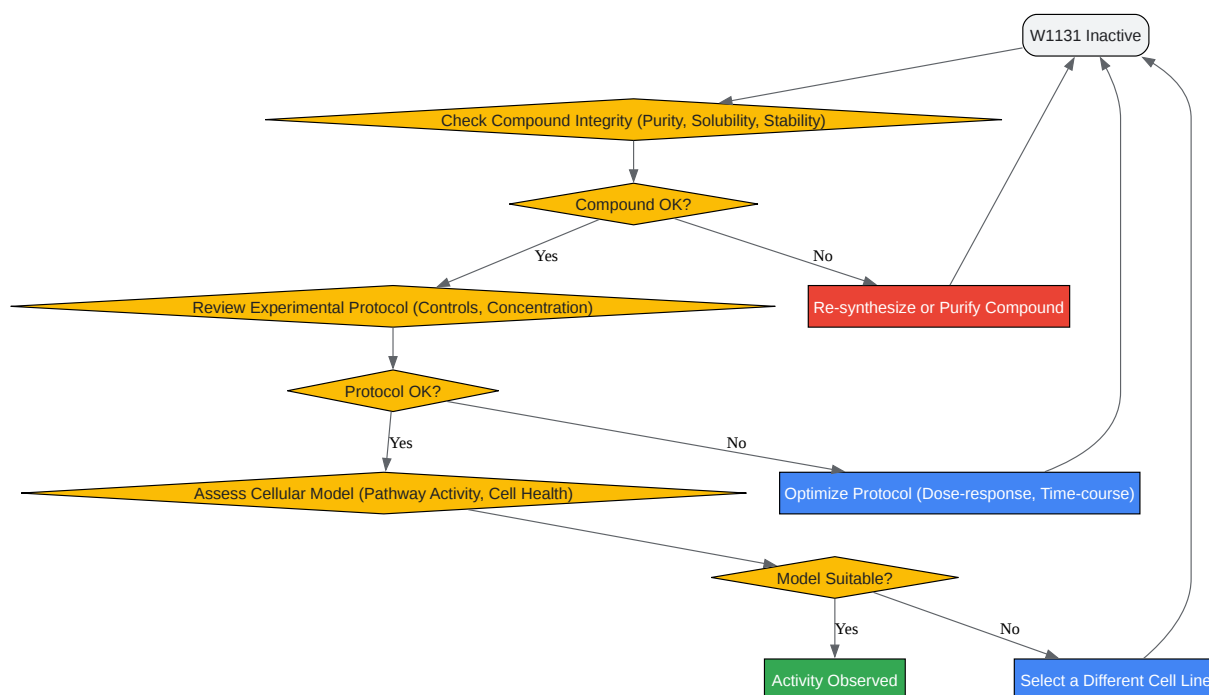 W1131 Inactive
Check Compound Integrity (Purity, Solubility, Stability)
Compound OK?
Yes
No
Review Experimental Protocol (Controls, Concentration)
Re-synthesize or Purify Compound
Protocol OK?
Yes
No
Assess Cellular Model (Pathway Activity, Cell Health)
Optimize Protocol (Dose-response, Time-course)
Model Suitable?
Yes
No
Activity Observed
Select a Different Cell Line